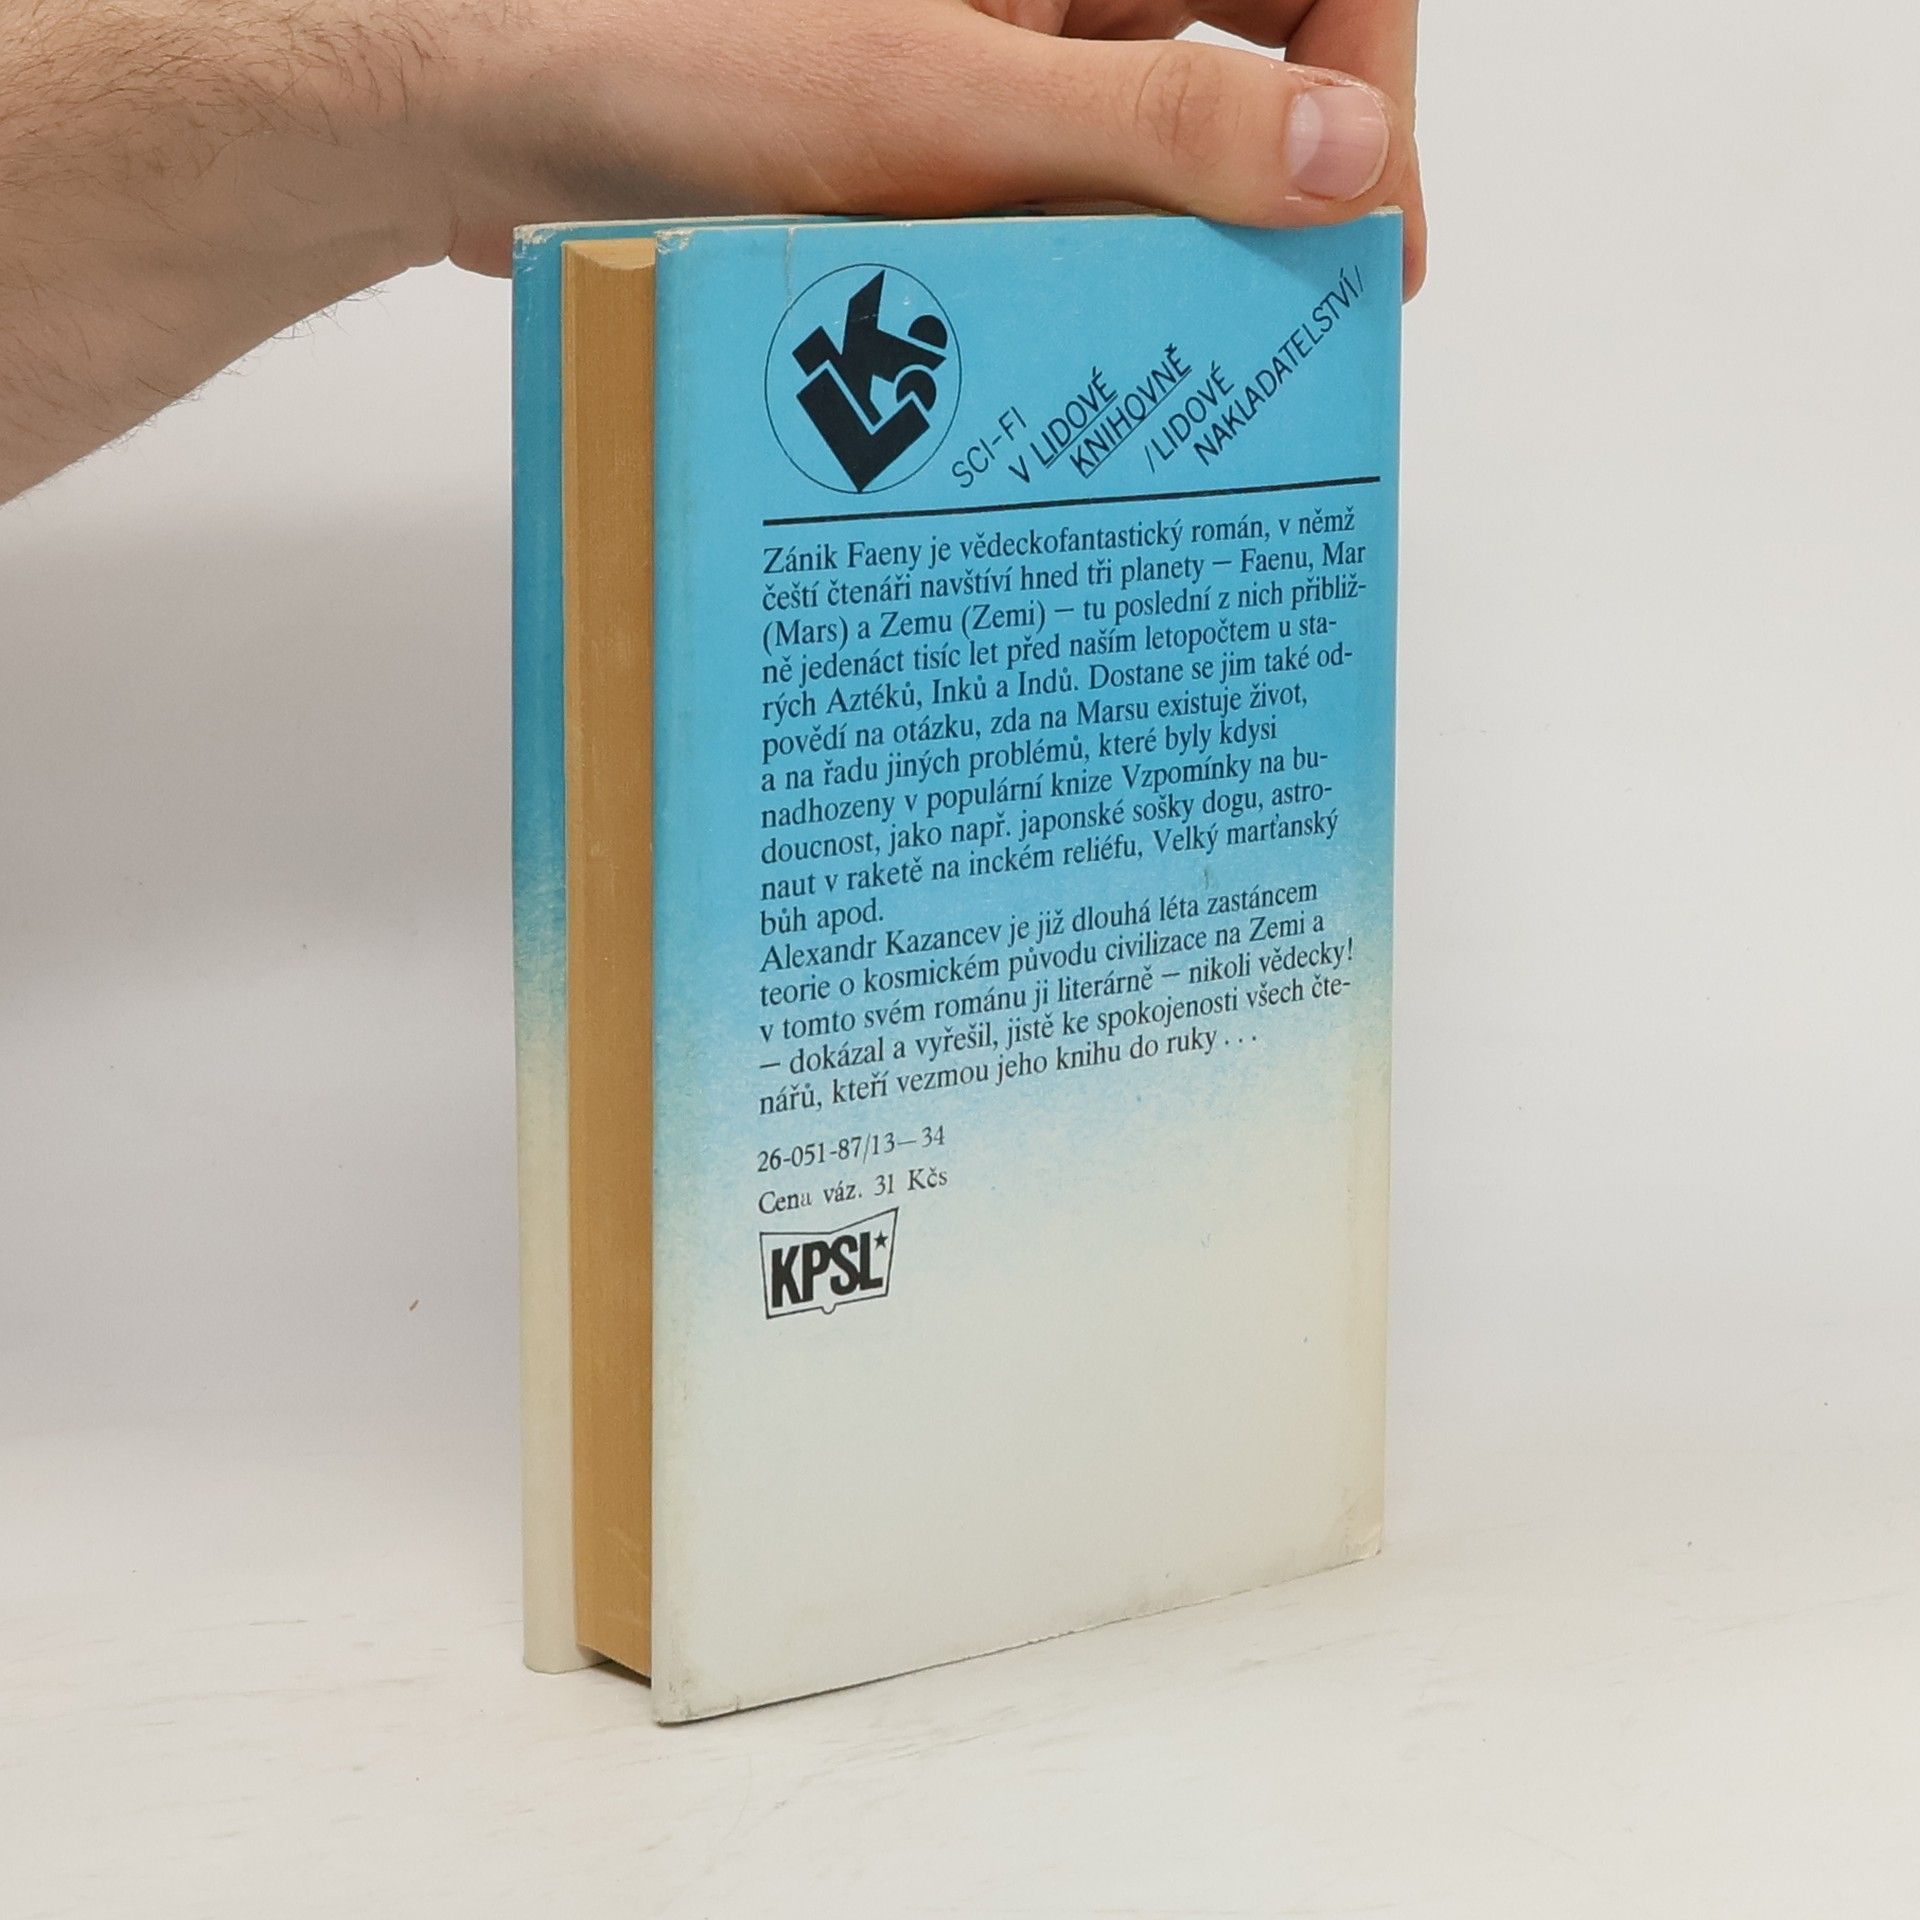 LK
SCI-FI
V LIDOVÉ
KNIHOVNĚ
/LIDOVÉ
NAKLADATELSTVÍ/
Zánik Faeny je vědeckofantastický román, v němž
čeští čtenáři navštíví hned tři planety – Faenu, Mar
(Mars) a Zemu (Zemi) – tu poslední z nich přibliž-
ně jedenáct tisíc let před naším letopočtem u sta-
rých Aztéků, Inků a Indů. Dostane se jim také od-
povědí na otázku, zda na Marsu existuje život,
a na řadu jiných problémů, které byly kdysi
nadhozeny v populární knize Vzpomínky na bu-
doucnost, jako např. japonské sošky dogu, astro-
naut v raketě na inckém reliéfu, Velký marťanský
bůh apod.
Alexandr Kazancev je již dlouhá léta zastáncem
teorie o kosmickém původu civilizace na Zemi a
v tomto svém románu ji literárně – nikoli vědecky!
– dokázal a vyřešil, jistě ke spokojenosti všech čte-
nářů, kteří vezmou jeho knihu do ruky . . .
26-051-87/13–34
Cena váz. 31 Kčs
KPSL